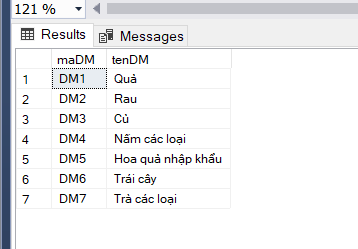 121 %
Results Messages
maDM tenDM
1 DM1 Quả
2 DM2 Rau
3 DM3 Củ
4 DM4 Nấm các loại
5 DM5 Hoa quả nhập khẩu
6 DM6 Trái cây
7 DM7 Trà các loại